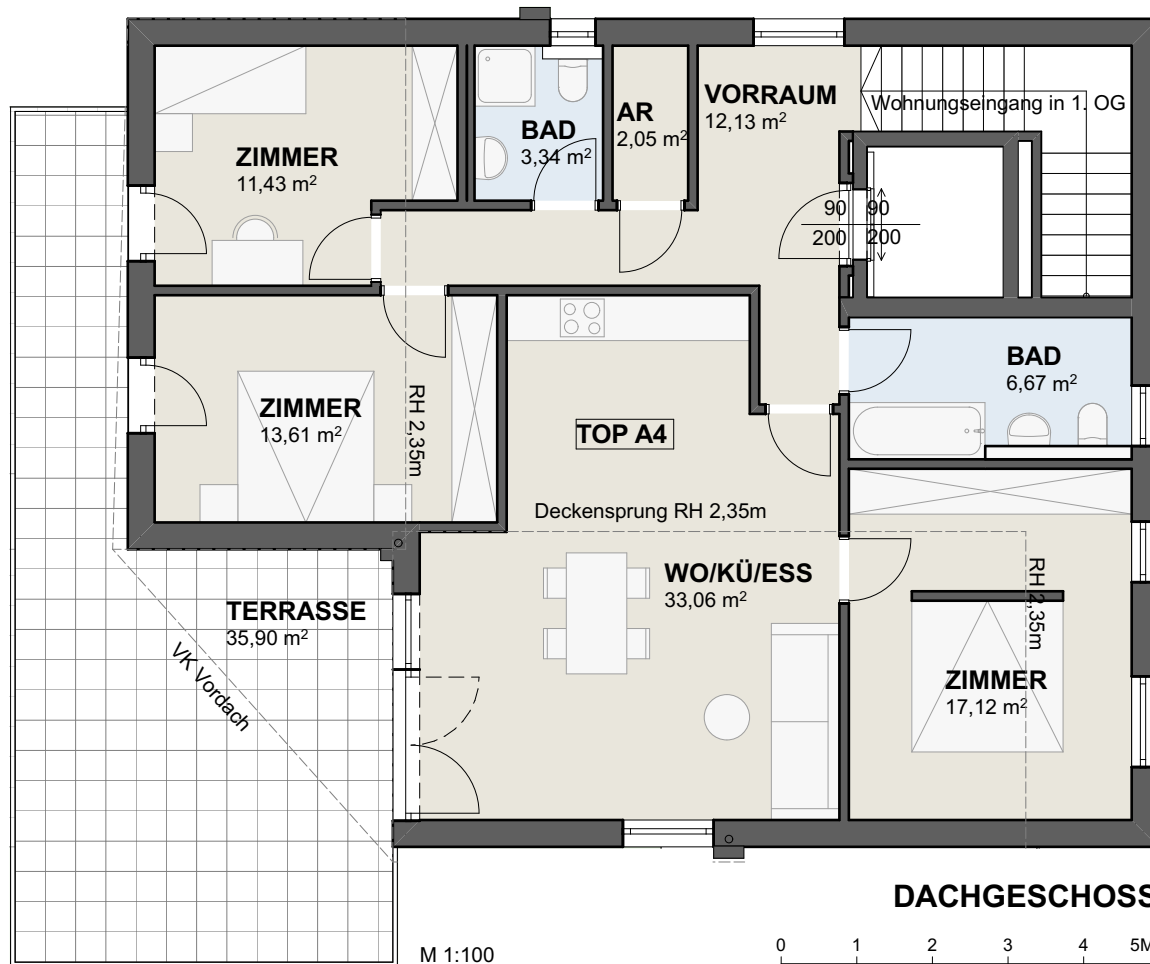 Wohnungseingang in 1. OG
VORRAUM
12,13 m²
AR
2,05 m²
BAD
3,34 m²
ZIMMER
11,43 m²
90
90
200
200
BAD
6,67 m²
ZIMMER
13,61 m²
RH 2,35m
TOP A4
Deckensprung RH 2,35m
WO/KÜ/ESS
33,06 m²
RH 2,35m
TERRASSE
35,90 m²
VK Vordach
ZIMMER
17,12 m²
DACHGESCHOSS
M 1:100
0 1 2 3 4 5M